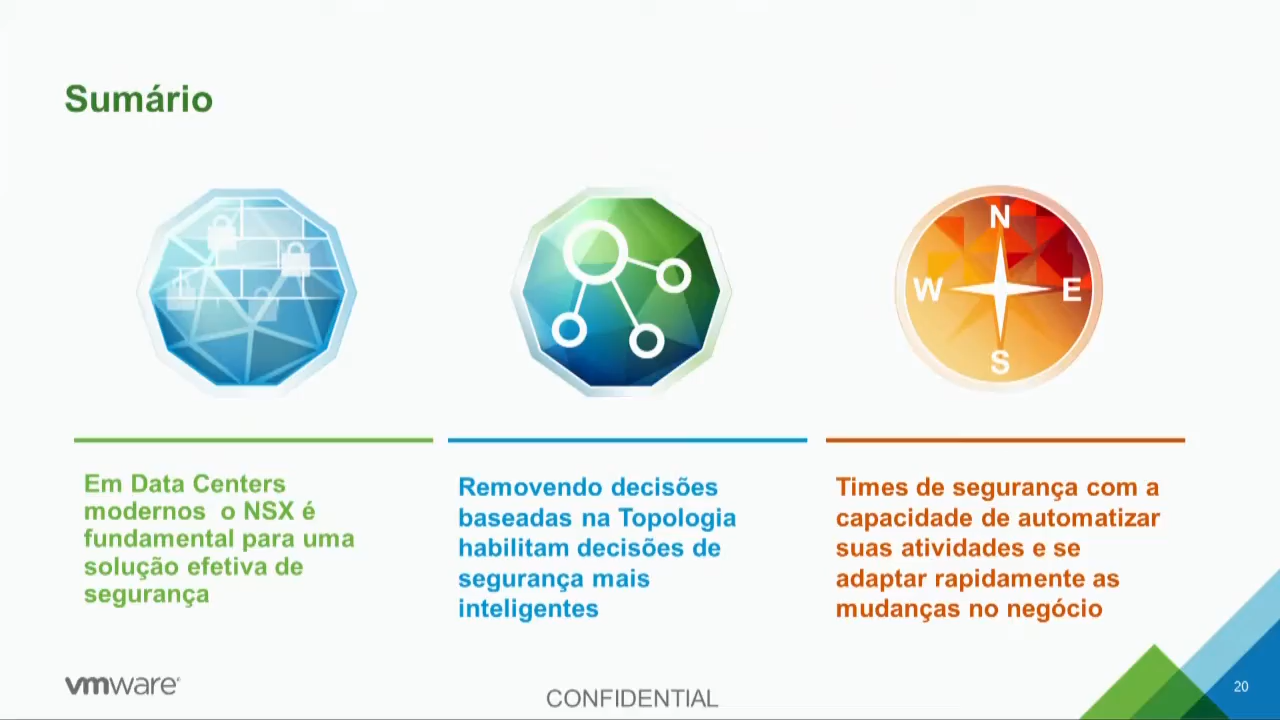 Sumário
N
W E
S
Em Data Centers
modernos o NSX é
fundamental para uma
solução efetiva de
segurança
Removendo decisões
baseadas na Topologia
habilitam decisões de
segurança mais
inteligentes
Times de segurança com a
capacidade de automatizar
suas atividades e se
adaptar rapidamente as
mudanças no negócio
vmware®
CONFIDENTIAL
20